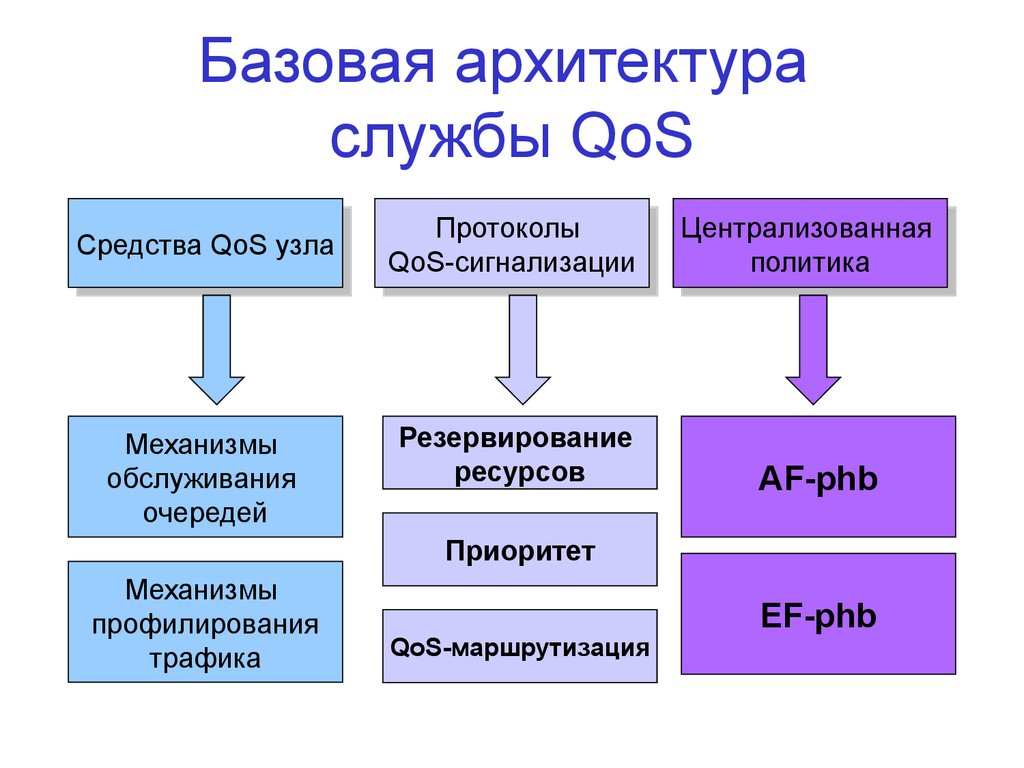 Базовая архитектура
службы QoS
Средства QoS узла
Протоколы
QoS-сигнализации
Централизованная
политика
Механизмы
обслуживания
очередей
Механизмы
профилирования
трафика
Резервирование
ресурсов
Приоритет
QoS-маршрутизация
AF-phb
EF-phb